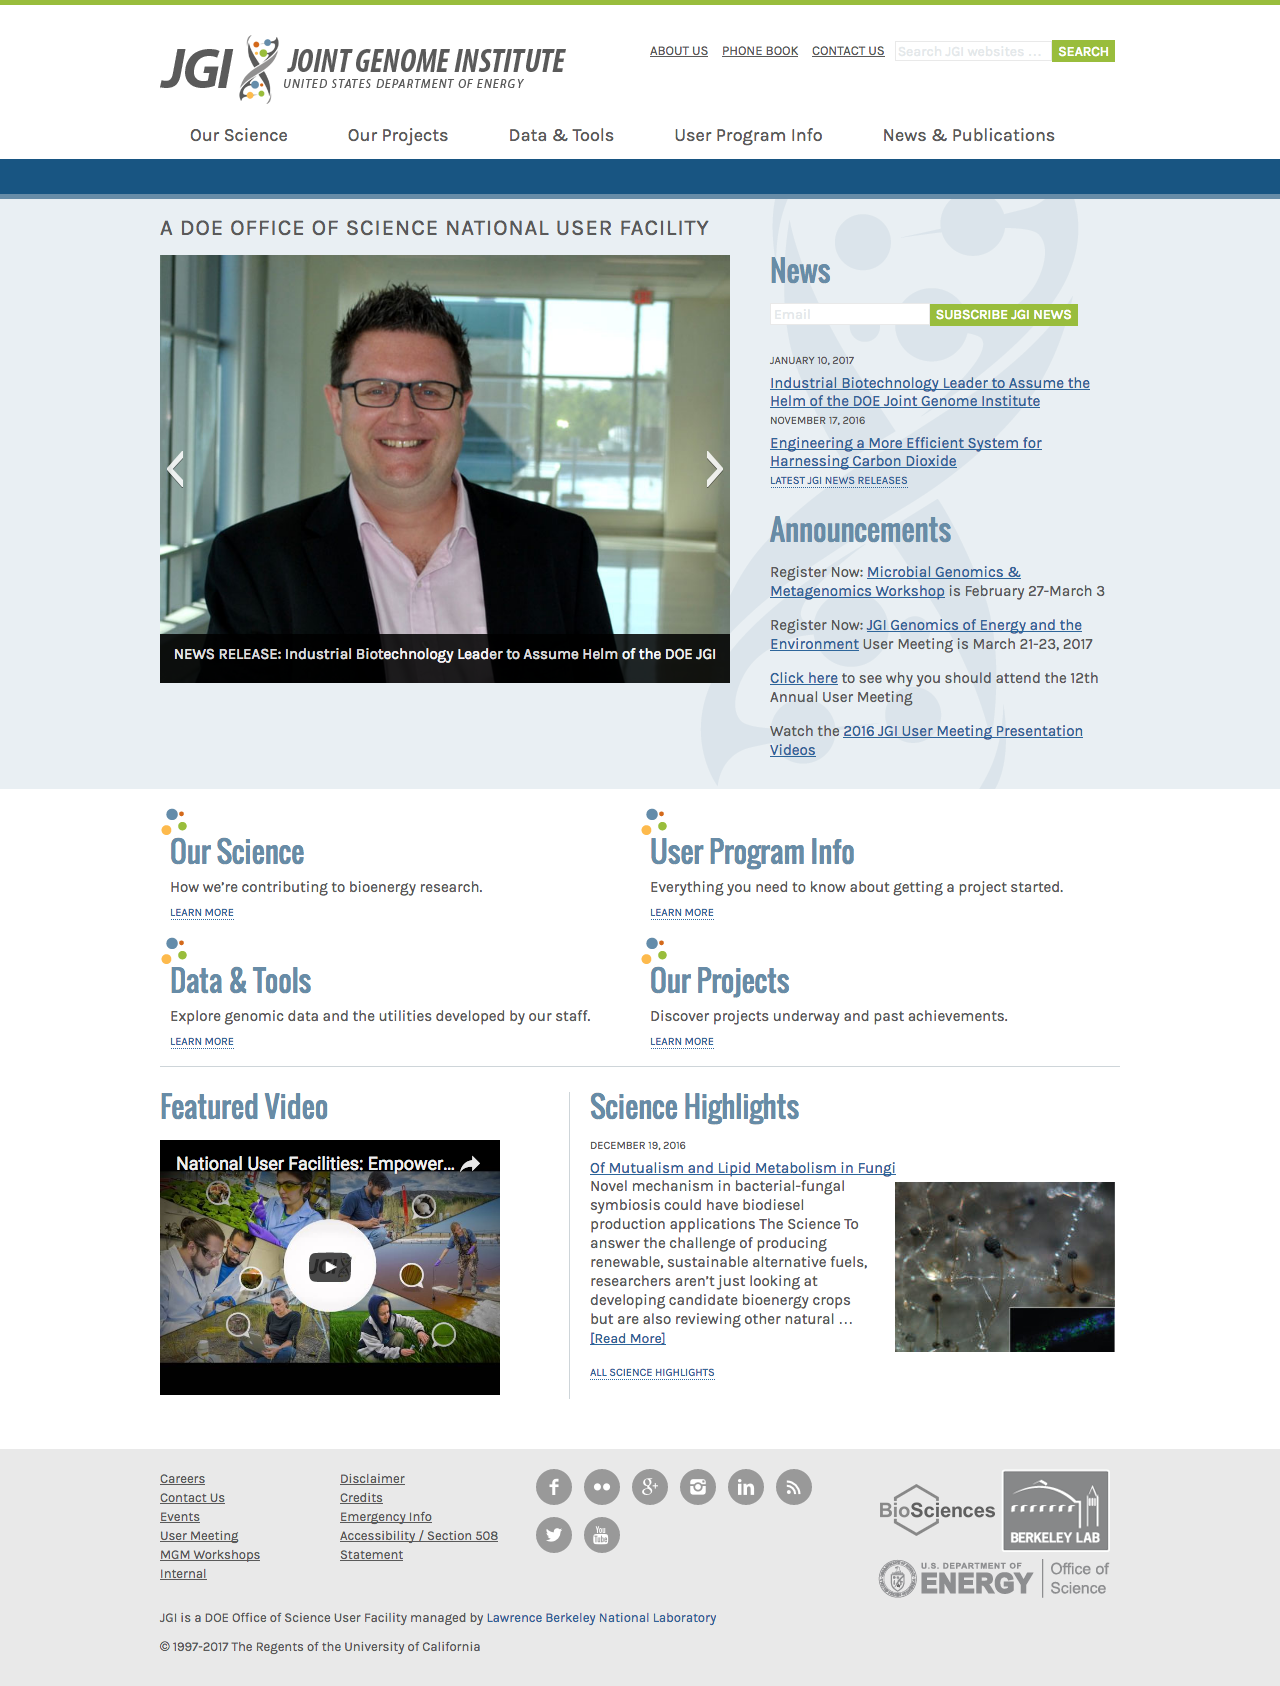 JGI JOINT GENOME INSTITUTE
UNITED STATES DEPARTMENT OF ENERGY
ABOUT US PHONE BOOK CONTACT US Search JGI websites ... SEARCH
Our Science Our Projects Data & Tools User Program Info News & Publications
A DOE OFFICE OF SCIENCE NATIONAL USER FACILITY
NEWS RELEASE: Industrial Biotechnology Leader to Assume Helm of the DOE JGI
News
Email SUBSCRIBE JGI NEWS
JANUARY 10, 2017
Industrial Biotechnology Leader to Assume the
Helm of the DOE Joint Genome Institute
NOVEMBER 17, 2016
Engineering a More Efficient System for
Harnessing Carbon Dioxide
LATEST JGI NEWS RELEASES
Announcements
Register Now: Microbial Genomics &
Metagenomics Workshop is February 27-March 3
Register Now: JGI Genomics of Energy and the
Environment User Meeting is March 21-23, 2017
Click here to see why you should attend the 12th
Annual User Meeting
Watch the 2016 JGI User Meeting Presentation
Videos
Our Science
How we're contributing to bioenergy research.
LEARN MORE
User Program Info
Everything you need to know about getting a project started.
LEARN MORE
Data & Tools
Explore genomic data and the utilities developed by our staff.
LEARN MORE
Our Projects
Discover projects underway and past achievements.
LEARN MORE
Featured Video
National User Facilities: Empower...
JGI
Science Highlights
DECEMBER 19, 2016
Of Mutualism and Lipid Metabolism in Fungi
Novel mechanism in bacterial-fungal
symbiosis could have biodiesel
production applications The Science To
answer the challenge of producing
renewable, sustainable alternative fuels,
researchers aren't just looking at
developing candidate bioenergy crops
but are also reviewing other natural …
[Read More]
ALL SCIENCE HIGHLIGHTS
Careers
Contact Us
Events
User Meeting
MGM Workshops
Internal
Disclaimer
Credits
Emergency Info
Accessibility / Section 508
Statement
You
Tube
BioSciences
BERKELEY LAB
U.S. DEPARTMENT OF
ENERGY
Office of
Science
JGI is a DOE Office of Science User Facility managed by Lawrence Berkeley National Laboratory
© 1997-2017 The Regents of the University of California